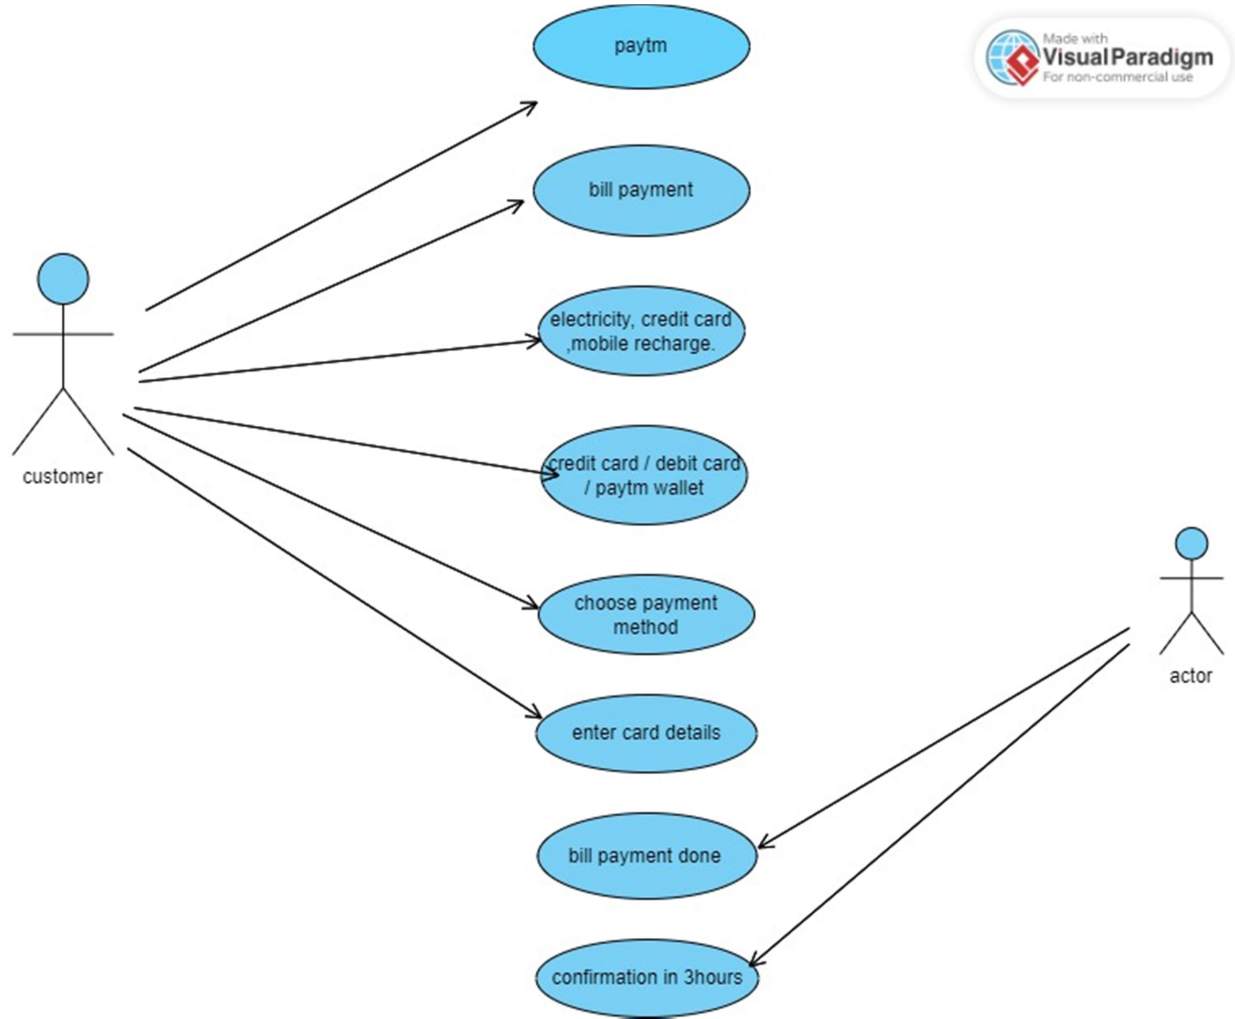 paytm
Made with
Visual Paradigm
For non-commercial use
bill payment
electricity, credit card
,mobile recharge.
customer
credit card / debit card
/ paytm wallet
choose payment
method
actor
enter card details
bill payment done
confirmation in 3hours